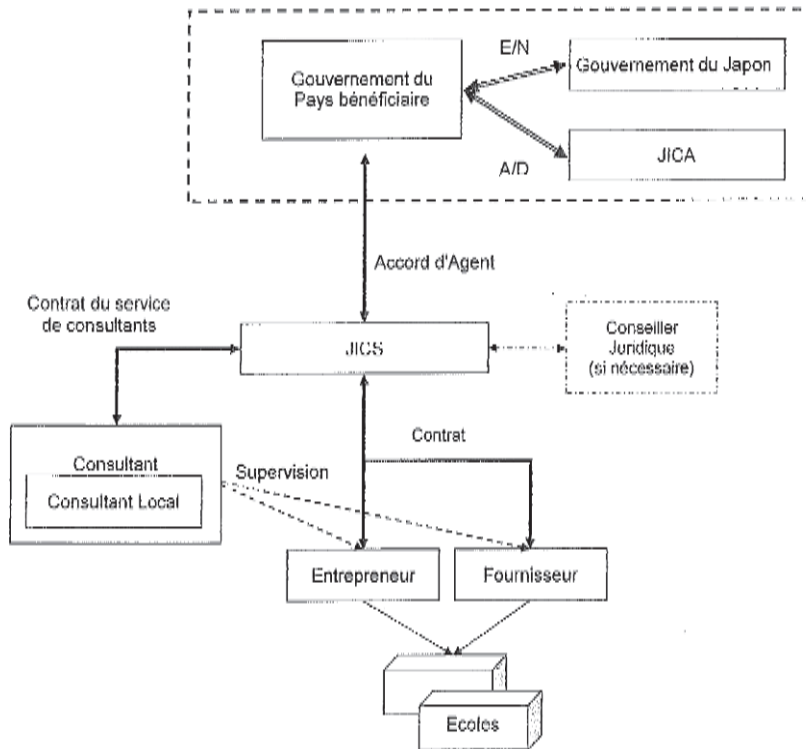 E/N
Gouvernement du
Pays bénéficiaire
Gouvernement du Japon
JICA
A/D
Accord d'Agent
Contrat du service
de consultants
JICS
Conseiller
Juridique
(si nécessaire)
Contrat
Consultant
Supervision
Consultant Local
Entrepreneur
Fournisseur
Ecoles